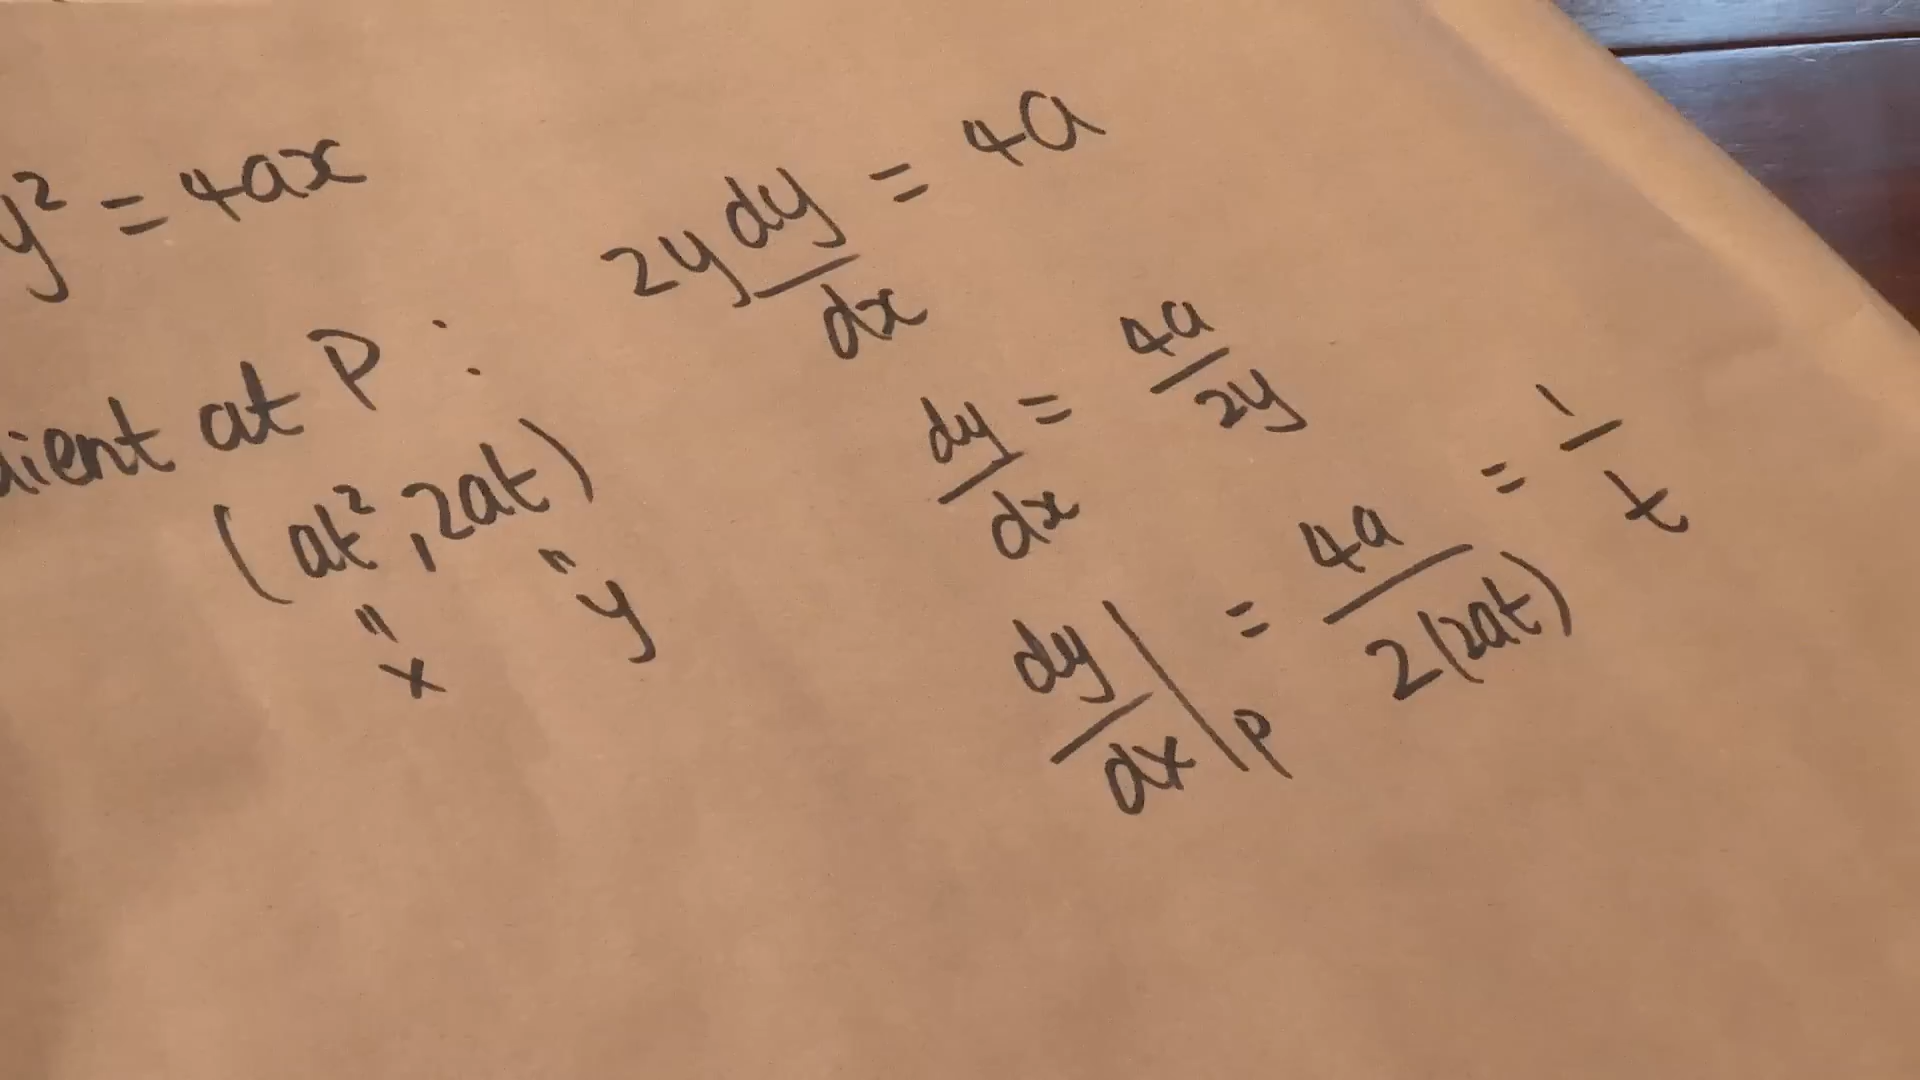 y² = 4ax
2y dy/dx = 4a
dient at P :
(at², 2at)
" "
x y
dy/dx = 4a/2y
dy/dx|P = 4a/2(2at) = 1/t